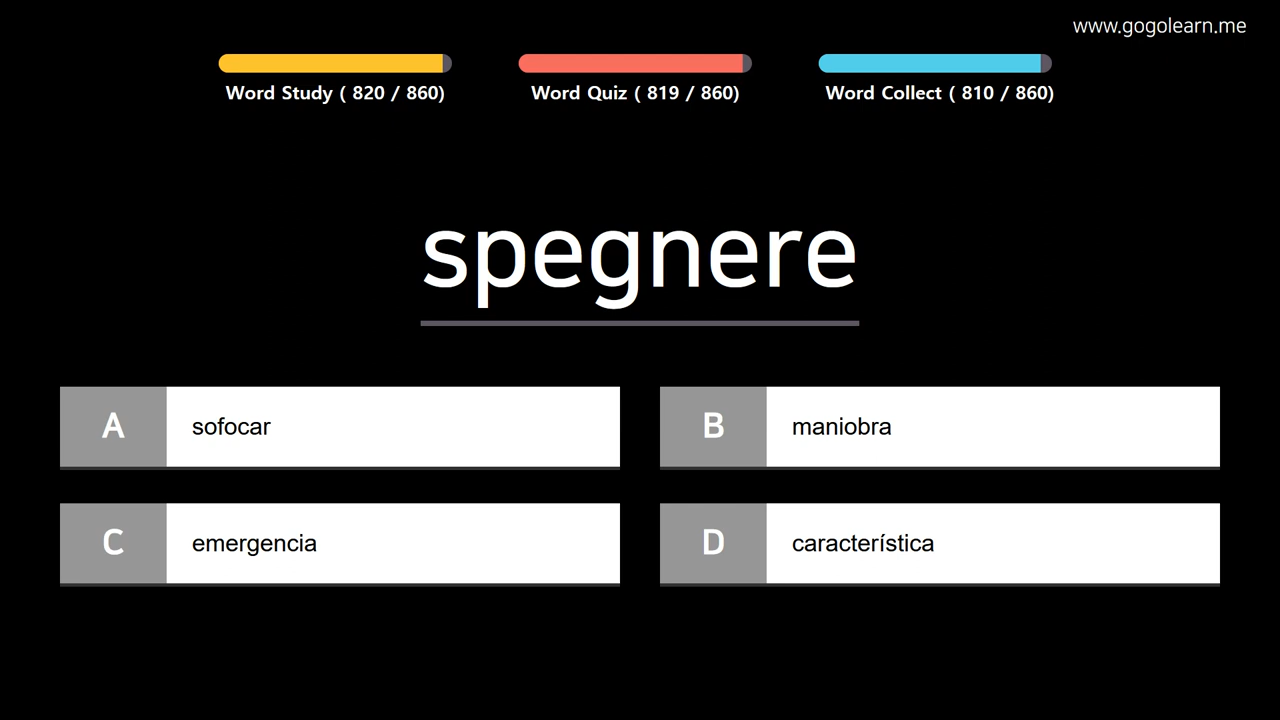 www.gogolearn.me
Word Study ( 820 / 860)
Word Quiz ( 819 / 860)
Word Collect ( 810 / 860)
spegnere
A sofocar
B maniobra
C emergencia
D característica